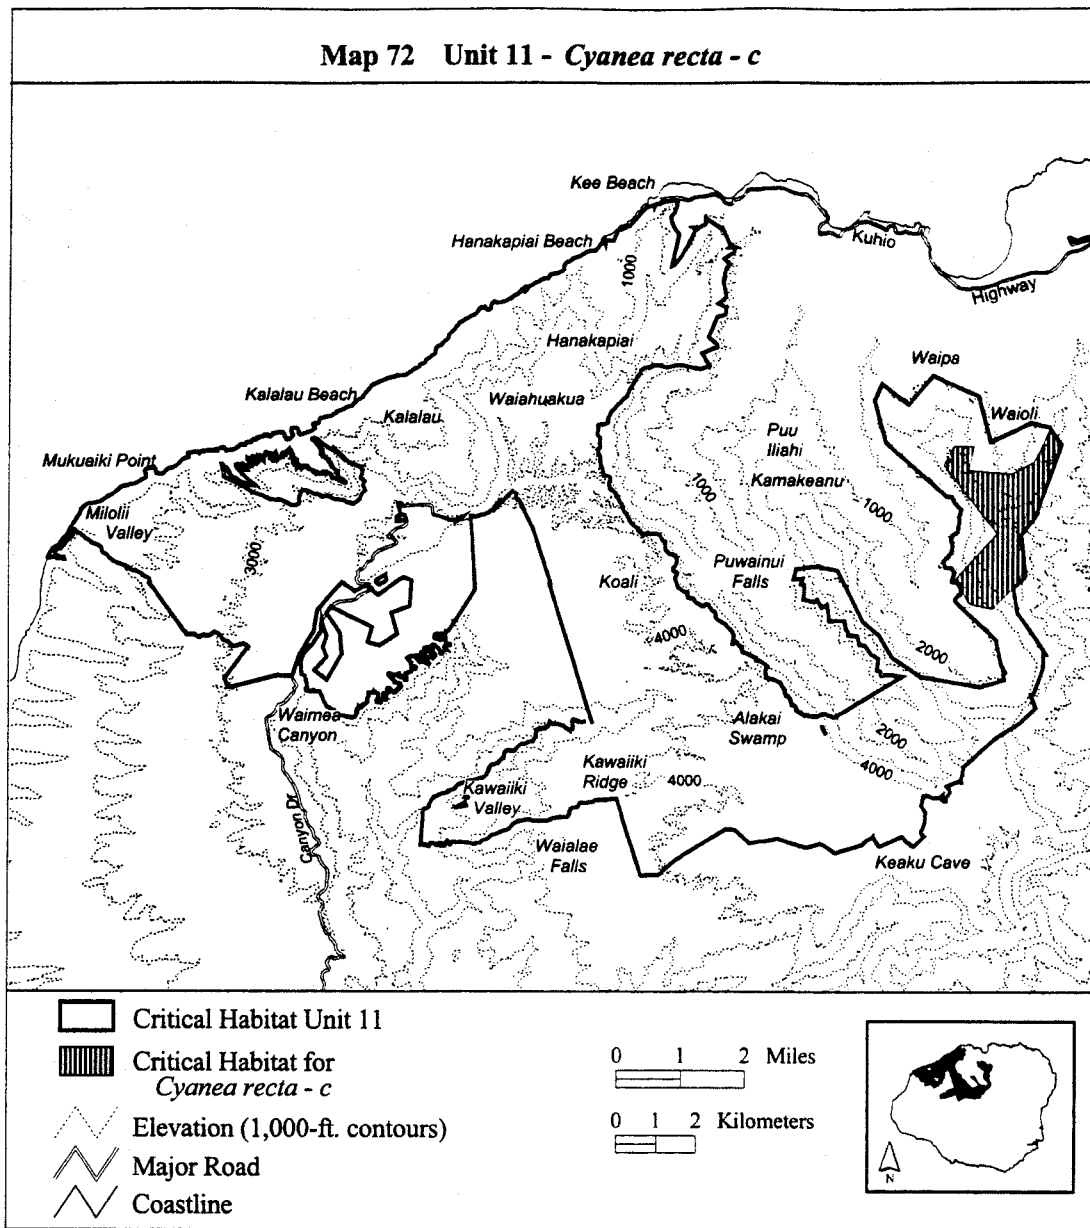 Map 72 Unit 11 - Cyanea recta - c
Kee Beach
Hanakapiai Beach
Kuhio
Highway
1000
Hanakapiai
Waipa
Kalalau Beach
Waiahuakua
Kalalau
Waioli
Puu
Iliahi
Mukuaiki Point
Kamakeanu
1000
1000
Milolii
Valley
3000
Puwainui
Falls
Koali
4000
2000
Waimea
Canyon
Alakai
Swamp
2000
Kawaiiki
Ridge
4000
4000
Kawaiiki
Valley
Canyon Dr.
Waialae
Falls
Keaku Cave
Critical Habitat Unit 11
Critical Habitat for
Cyanea recta - c
Elevation (1,000-ft. contours)
Major Road
Coastline
0 1 2 Miles
0 1 2 Kilometers
N